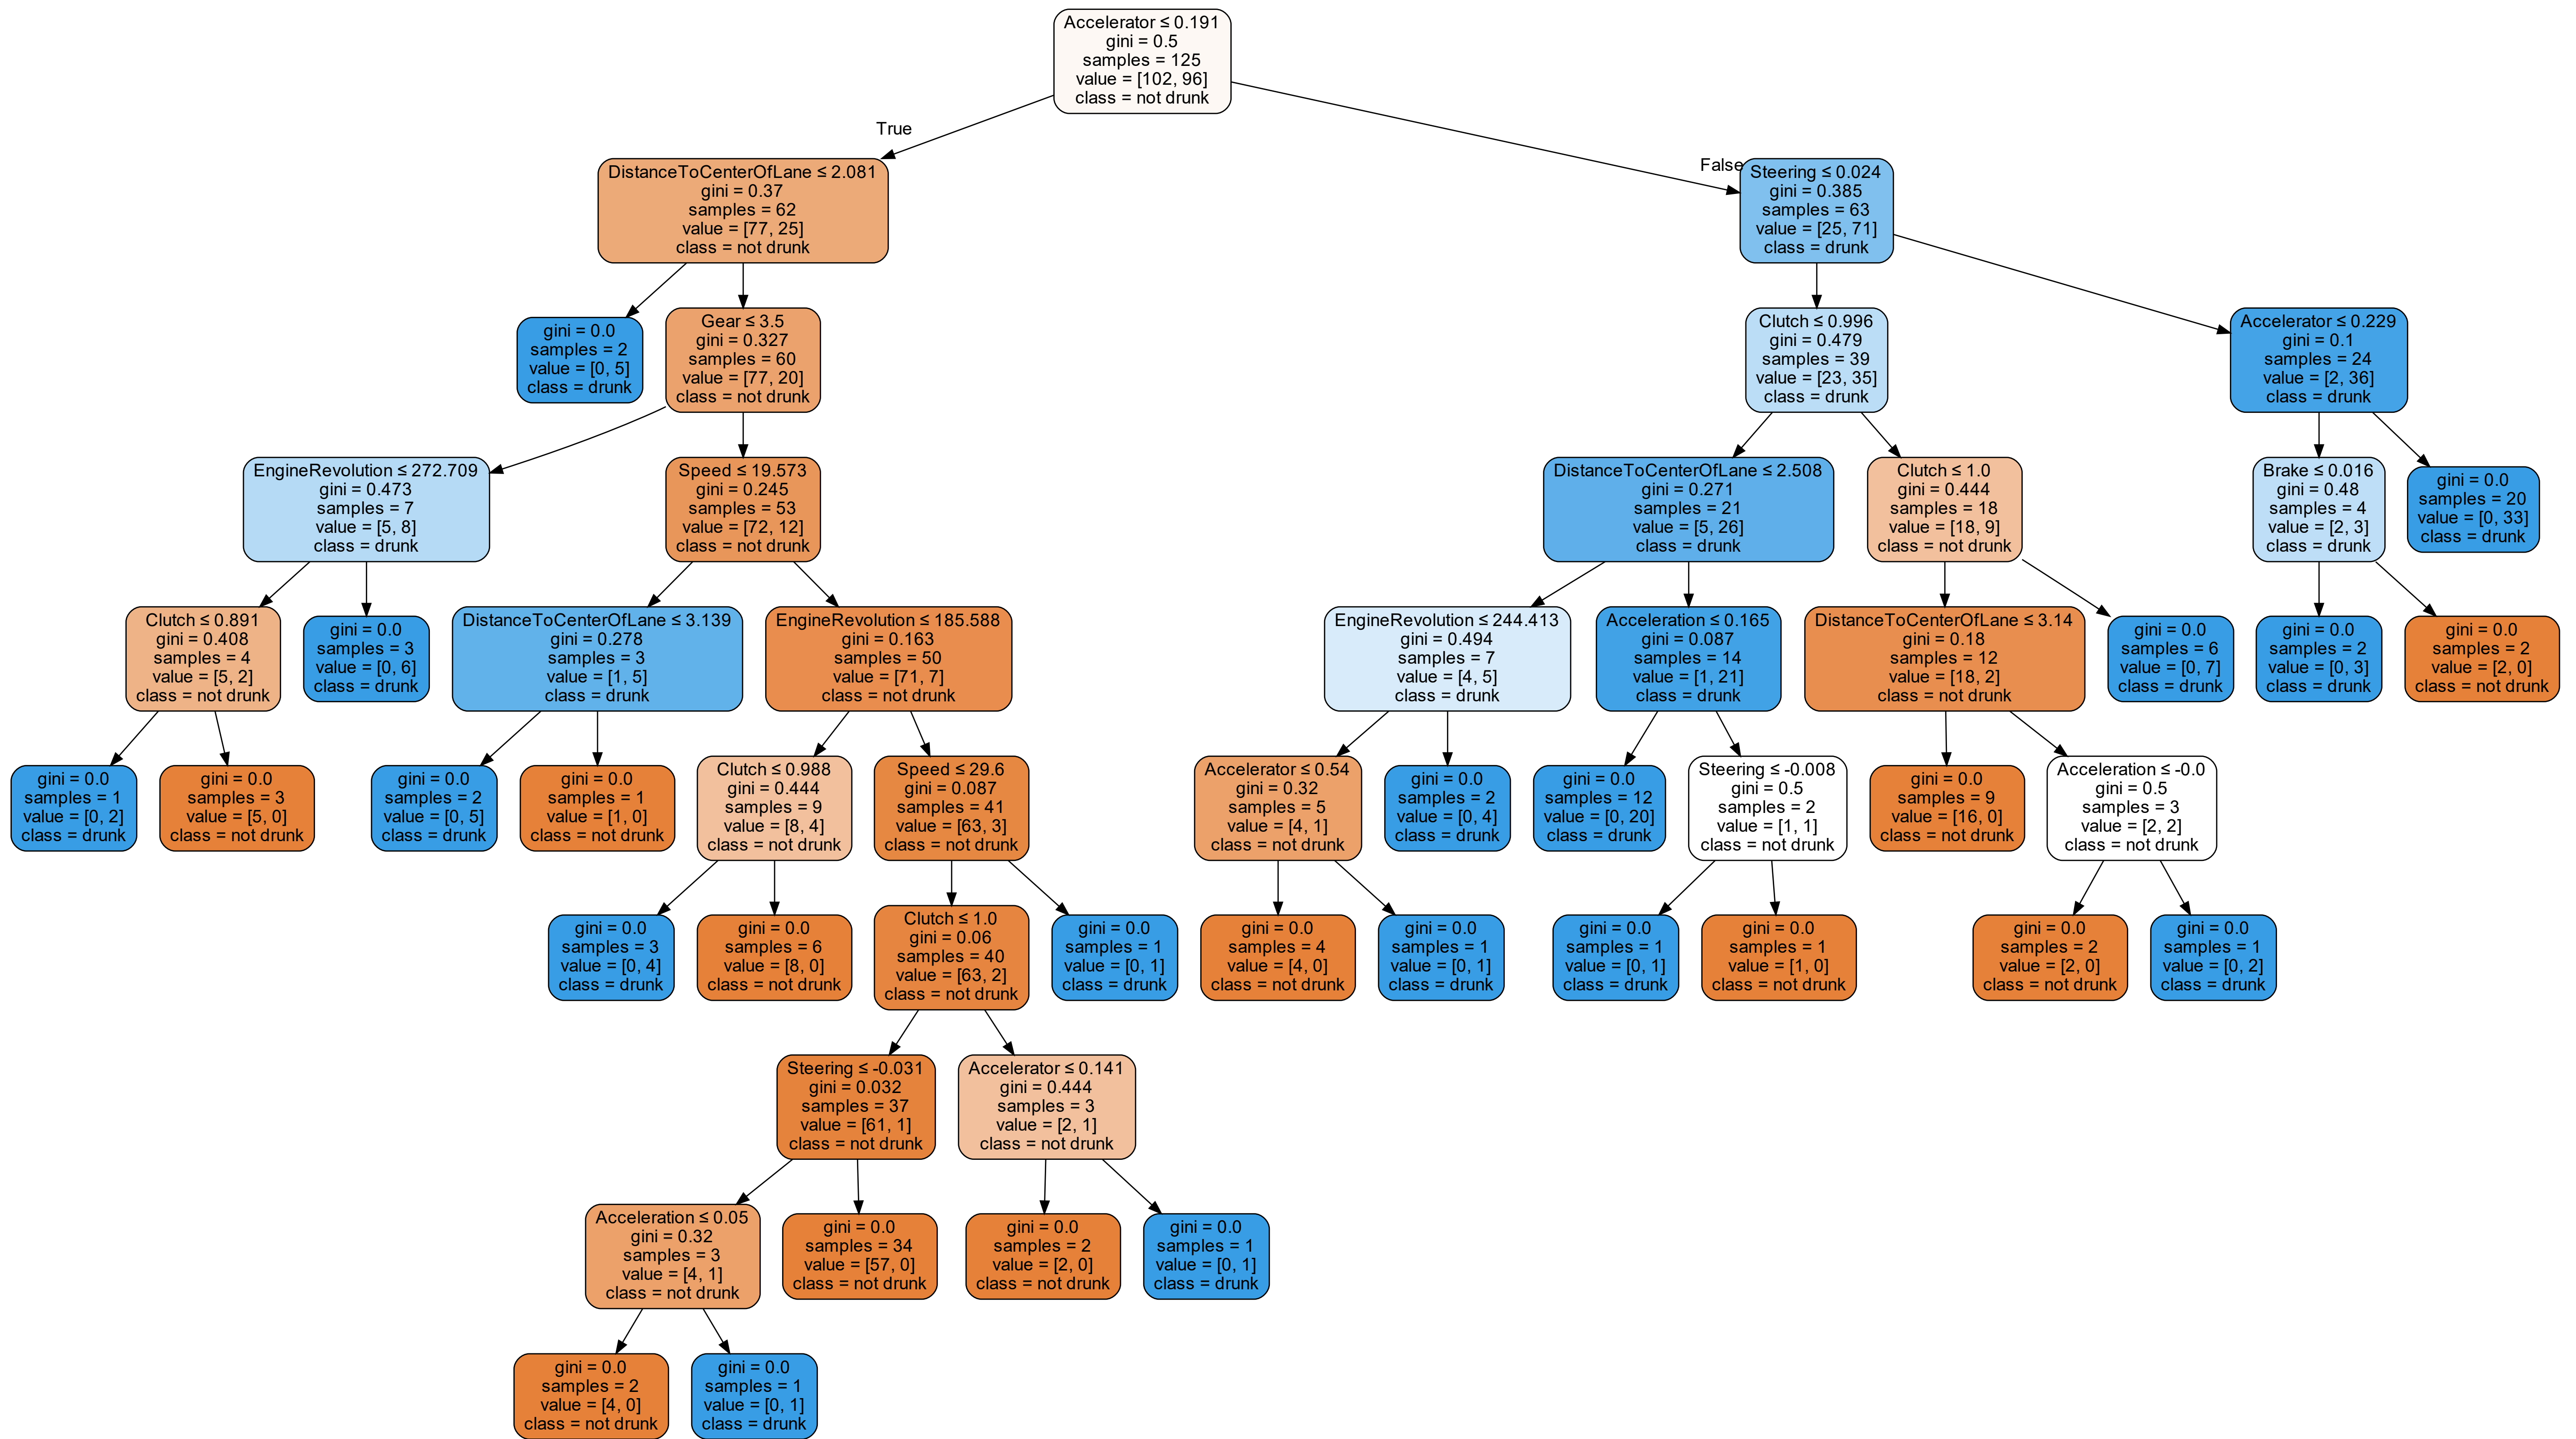 Accelerator ≤ 0.191
gini = 0.5
samples = 125
value = [102, 96]
class = not drunk
True
False
DistanceToCenterOfLane ≤ 2.081
gini = 0.37
samples = 62
value = [77, 25]
class = not drunk
Steering ≤ 0.024
gini = 0.385
samples = 63
value = [25, 71]
class = drunk
gini = 0.0
samples = 2
value = [0, 5]
class = drunk
Gear ≤ 3.5
gini = 0.327
samples = 60
value = [77, 20]
class = not drunk
Clutch ≤ 0.996
gini = 0.479
samples = 39
value = [23, 35]
class = drunk
Accelerator ≤ 0.229
gini = 0.1
samples = 24
value = [2, 36]
class = drunk
EngineRevolution ≤ 272.709
gini = 0.473
samples = 7
value = [5, 8]
class = drunk
Speed ≤ 19.573
gini = 0.245
samples = 53
value = [72, 12]
class = not drunk
DistanceToCenterOfLane ≤ 2.508
gini = 0.271
samples = 21
value = [5, 26]
class = drunk
Clutch ≤ 1.0
gini = 0.444
samples = 18
value = [18, 9]
class = not drunk
Brake ≤ 0.016
gini = 0.48
samples = 4
value = [2, 3]
class = drunk
gini = 0.0
samples = 20
value = [0, 33]
class = drunk
Clutch ≤ 0.891
gini = 0.408
samples = 4
value = [5, 2]
class = not drunk
gini = 0.0
samples = 3
value = [0, 6]
class = drunk
DistanceToCenterOfLane ≤ 3.139
gini = 0.278
samples = 3
value = [1, 5]
class = drunk
EngineRevolution ≤ 185.588
gini = 0.163
samples = 50
value = [71, 7]
class = not drunk
EngineRevolution ≤ 244.413
gini = 0.494
samples = 7
value = [4, 5]
class = drunk
Acceleration ≤ 0.165
gini = 0.087
samples = 14
value = [1, 21]
class = drunk
DistanceToCenterOfLane ≤ 3.14
gini = 0.18
samples = 12
value = [18, 2]
class = not drunk
gini = 0.0
samples = 6
value = [0, 7]
class = drunk
gini = 0.0
samples = 2
value = [0, 3]
class = drunk
gini = 0.0
samples = 2
value = [2, 0]
class = not drunk
gini = 0.0
samples = 1
value = [0, 2]
class = drunk
gini = 0.0
samples = 3
value = [5, 0]
class = not drunk
gini = 0.0
samples = 2
value = [0, 5]
class = drunk
gini = 0.0
samples = 1
value = [1, 0]
class = not drunk
Clutch ≤ 0.988
gini = 0.444
samples = 9
value = [8, 4]
class = not drunk
Speed ≤ 29.6
gini = 0.087
samples = 41
value = [63, 3]
class = not drunk
Accelerator ≤ 0.54
gini = 0.32
samples = 5
value = [4, 1]
class = not drunk
gini = 0.0
samples = 2
value = [0, 4]
class = drunk
gini = 0.0
samples = 12
value = [0, 20]
class = drunk
Steering ≤ -0.008
gini = 0.5
samples = 2
value = [1, 1]
class = not drunk
gini = 0.0
samples = 9
value = [16, 0]
class = not drunk
Acceleration ≤ -0.0
gini = 0.5
samples = 3
value = [2, 2]
class = not drunk
gini = 0.0
samples = 3
value = [0, 4]
class = drunk
gini = 0.0
samples = 6
value = [8, 0]
class = not drunk
Clutch ≤ 1.0
gini = 0.06
samples = 40
value = [63, 2]
class = not drunk
gini = 0.0
samples = 1
value = [0, 1]
class = drunk
gini = 0.0
samples = 4
value = [4, 0]
class = not drunk
gini = 0.0
samples = 1
value = [0, 1]
class = drunk
gini = 0.0
samples = 1
value = [0, 1]
class = drunk
gini = 0.0
samples = 1
value = [1, 0]
class = not drunk
gini = 0.0
samples = 2
value = [2, 0]
class = not drunk
gini = 0.0
samples = 1
value = [0, 2]
class = drunk
Steering ≤ -0.031
gini = 0.032
samples = 37
value = [61, 1]
class = not drunk
Accelerator ≤ 0.141
gini = 0.444
samples = 3
value = [2, 1]
class = not drunk
Acceleration ≤ 0.05
gini = 0.32
samples = 3
value = [4, 1]
class = not drunk
gini = 0.0
samples = 34
value = [57, 0]
class = not drunk
gini = 0.0
samples = 2
value = [2, 0]
class = not drunk
gini = 0.0
samples = 1
value = [0, 1]
class = drunk
gini = 0.0
samples = 2
value = [4, 0]
class = not drunk
gini = 0.0
samples = 1
value = [0, 1]
class = drunk